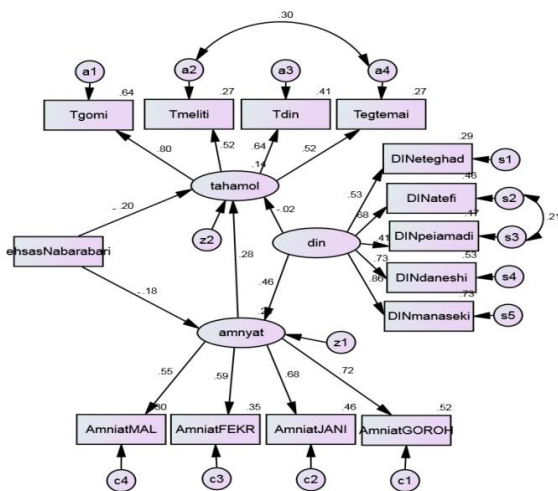 .30
a1 a2 a3 a4
.64 .27 .41 .27
Tgomi Tmeliti Tdin Tegtemai
.29
DINeteghad s1
.80 .52 .64 .52
.46
.14
.53
DINatefi s2
tahamol
-.02
.68
.17
.21
-.20
DINpeiamadi s3
z2 din
.41
.53
ehsasNabarabari
.73
DINdaneshi s4
.28
.46
.86
.73
-.18
DINmanaseki s5
amnyat
z1
.55 .59 .68 .72
.30 .35 .46 .52
AmniatMAL AmniatFEKR AmniatJANI AmniatGOROH
c4 c3 c2 c1